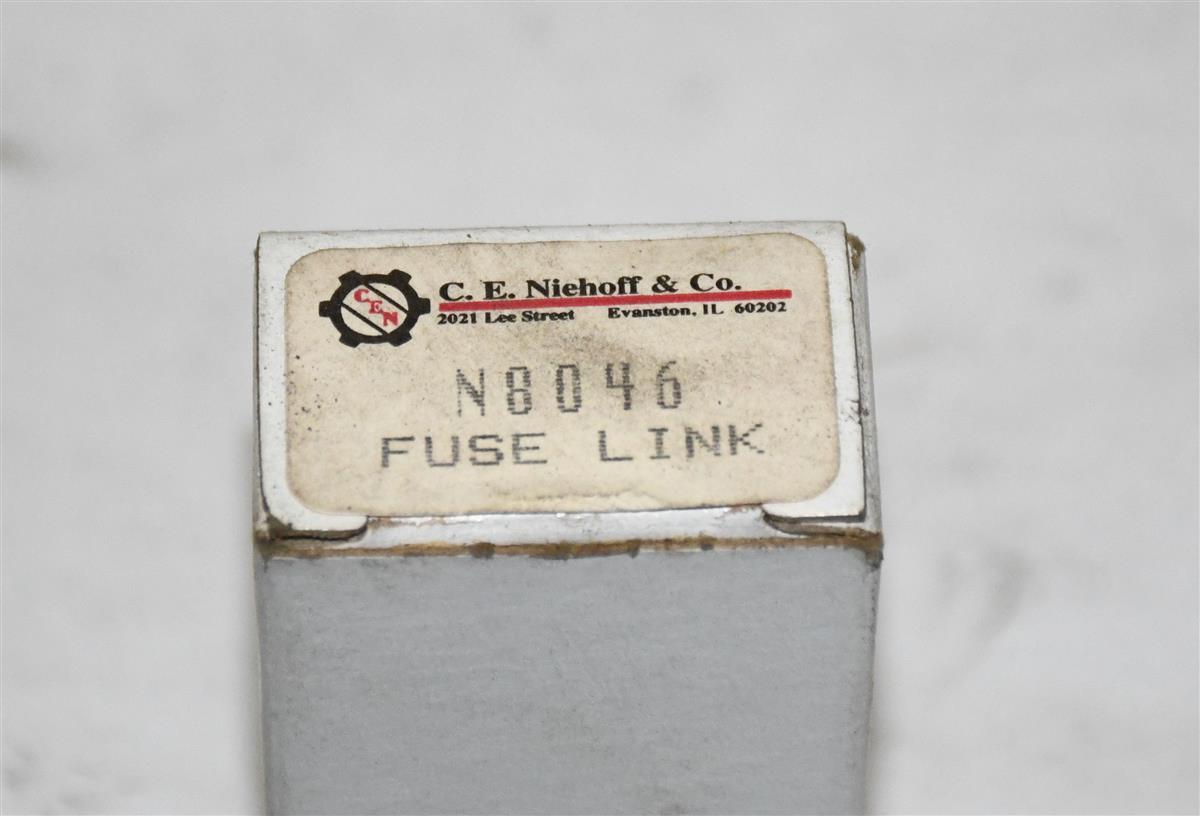 CEN
C. E. Niehoff & Co.
2021 Lee Street Evanston, IL 60202
N8046
FUSE LINK